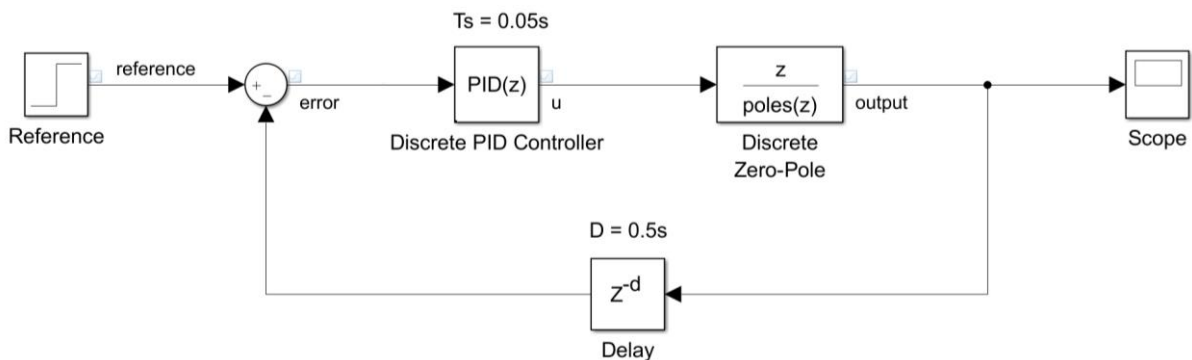 Ts = 0.05s
reference
+
−
error
PID(z)
u
z
poles(z)
output
Reference
Discrete PID Controller
Discrete
Zero-Pole
Scope
D = 0.5s
Z-d
Delay